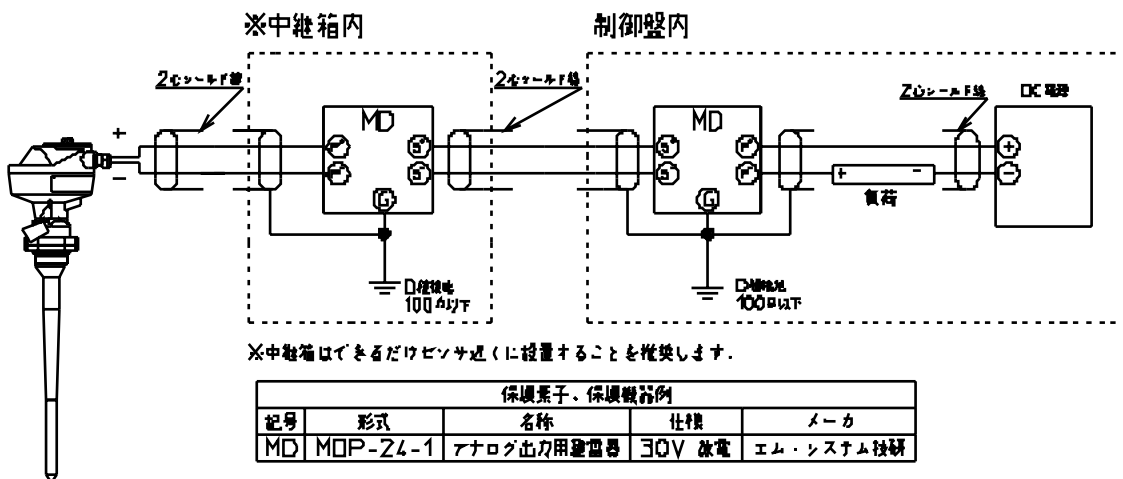 ※中継箱内
制御盤内
2心シールド線
2心シールド線
2心シールド線
DC電源
MD
MD
+
−
+
−
+
-
G
G
負荷
D種接地
100Ω以下
D種接地
100Ω以下
※中継箱はできるだけセンサ近くに設置することを推奨します.
保護素子、保護機器例
記号 形式 名称 仕様 メーカ
MD MDP-24-1 アナログ出力用避雷器 30V エム・システム技研